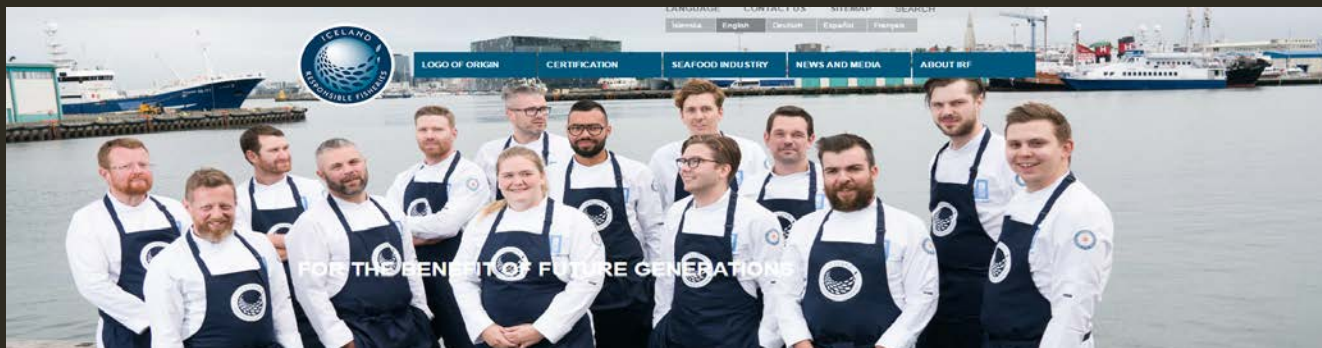 LANGUAGE CONTACT US SITEMAP SEARCH
Íslenska English Deutsch Español Français
ICELAND
RESPONSIBLE FISHERIES
LOGO OF ORIGIN CERTIFICATION SEAFOOD INDUSTRY NEWS AND MEDIA ABOUT IRF
FOR THE BENEFIT OF FUTURE GENERATIONS